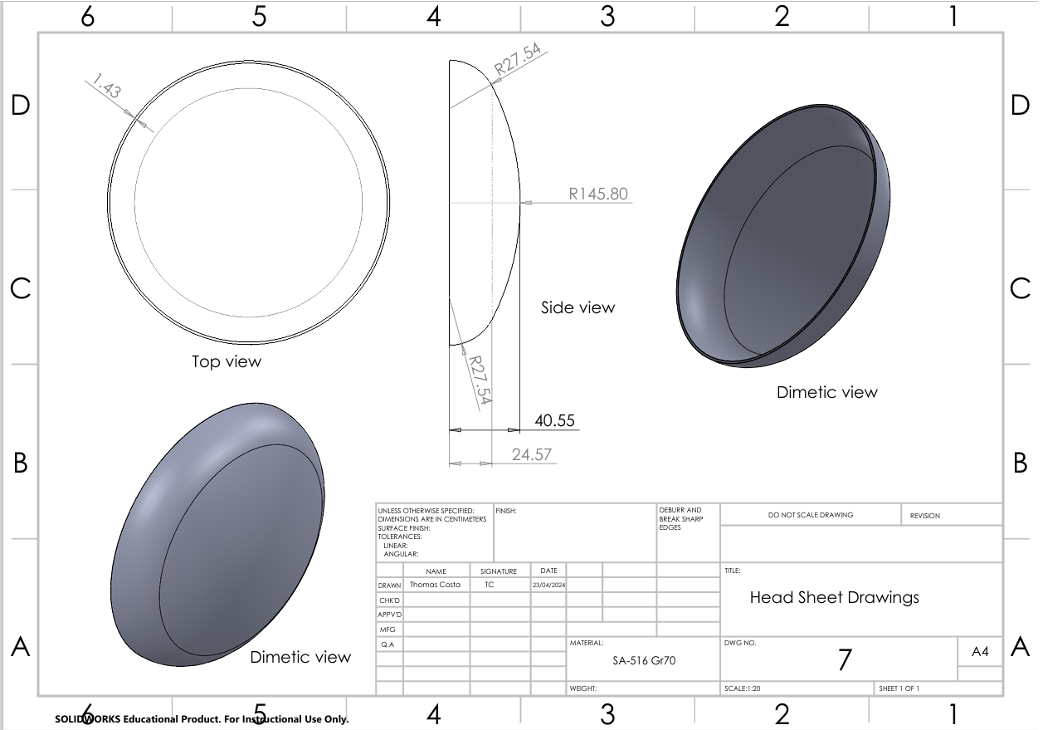 6 5 4 3 2 1
D
D
C
C
B
B
A
A
1.43
Top view
R27.54
R145.80
Side view
R27.54
40.55
24.57
Dimetic view
Dimetic view
UNLESS OTHERWISE SPECIFIED:
DIMENSIONS ARE IN CENTIMETERS
SURFACE FINISH:
TOLERANCES:
LINEAR:
ANGULAR:
FINISH:
DEBURR AND
BREAK SHARP
EDGES
DO NOT SCALE DRAWING
REVISION
NAME SIGNATURE DATE
DRAWN Thomas Costa TC 23/04/2024
CHK'D
APPV'D
MFG
Q.A
TITLE:
Head Sheet Drawings
MATERIAL:
SA-516 Gr70
DWG NO.
7
A4
WEIGHT:
SCALE:1:20
SHEET 1 OF 1
6 5 4 3 2 1
SOLIDWORKS Educational Product. For Instructional Use Only.